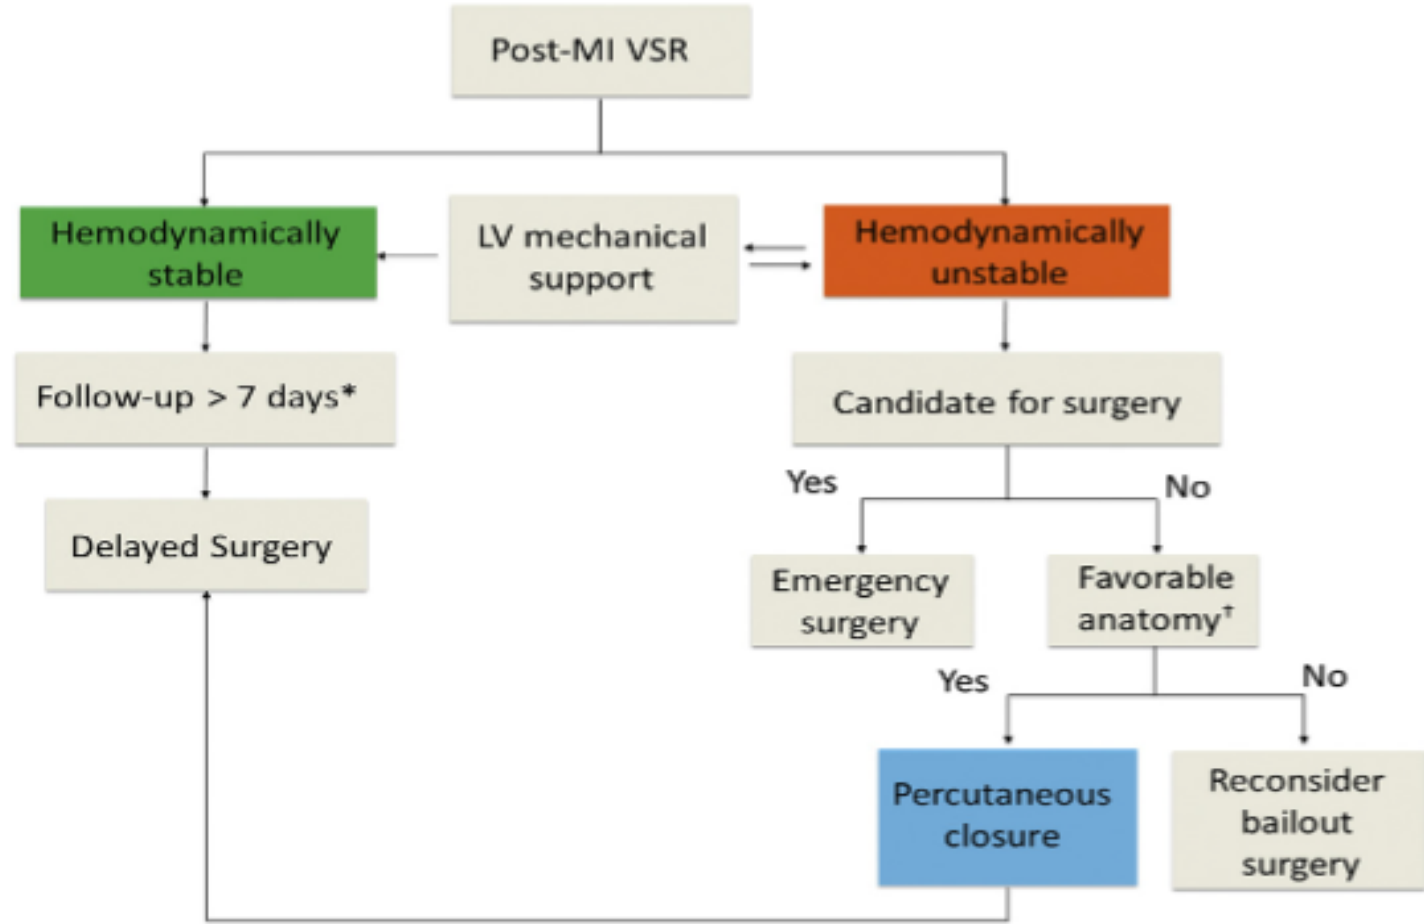 Post-MI VSR
Hemodynamically
stable
LV mechanical
support
Hemodynamically
unstable
Follow-up > 7 days*
Candidate for surgery
Delayed Surgery
Yes
No
Emergency
surgery
Favorable
anatomy†
Yes
No
Percutaneous
closure
Reconsider
bailout
surgery